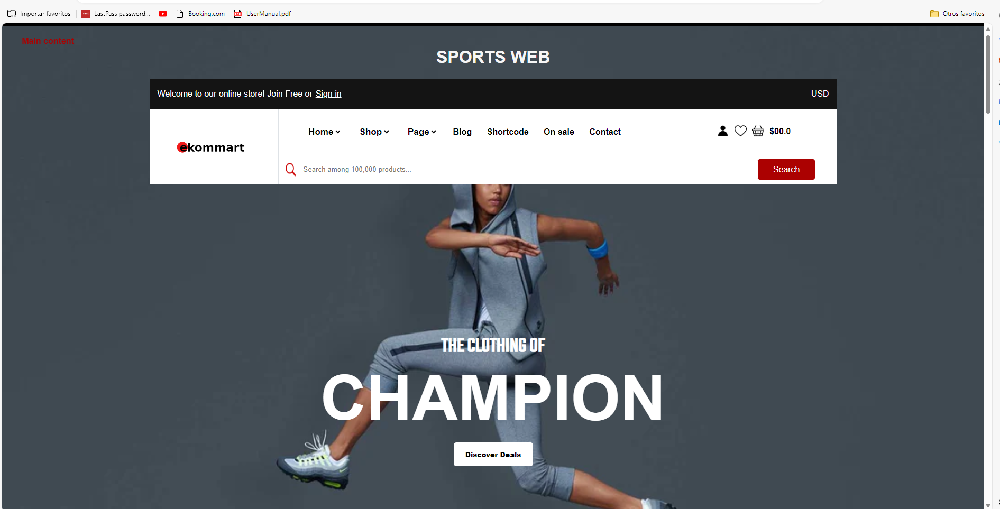 Importar favoritos
LastPass password...
Booking.com
UserManual.pdf
Otros favoritos
Main content
SPORTS WEB
Welcome to our online store! Join Free or Sign in
USD
Home
Shop
Page
Blog
Shortcode
On sale
Contact
$00.0
ekommart
Search among 100,000 products...
Search
THE CLOTHING OF
CHAMPION
Discover Deals